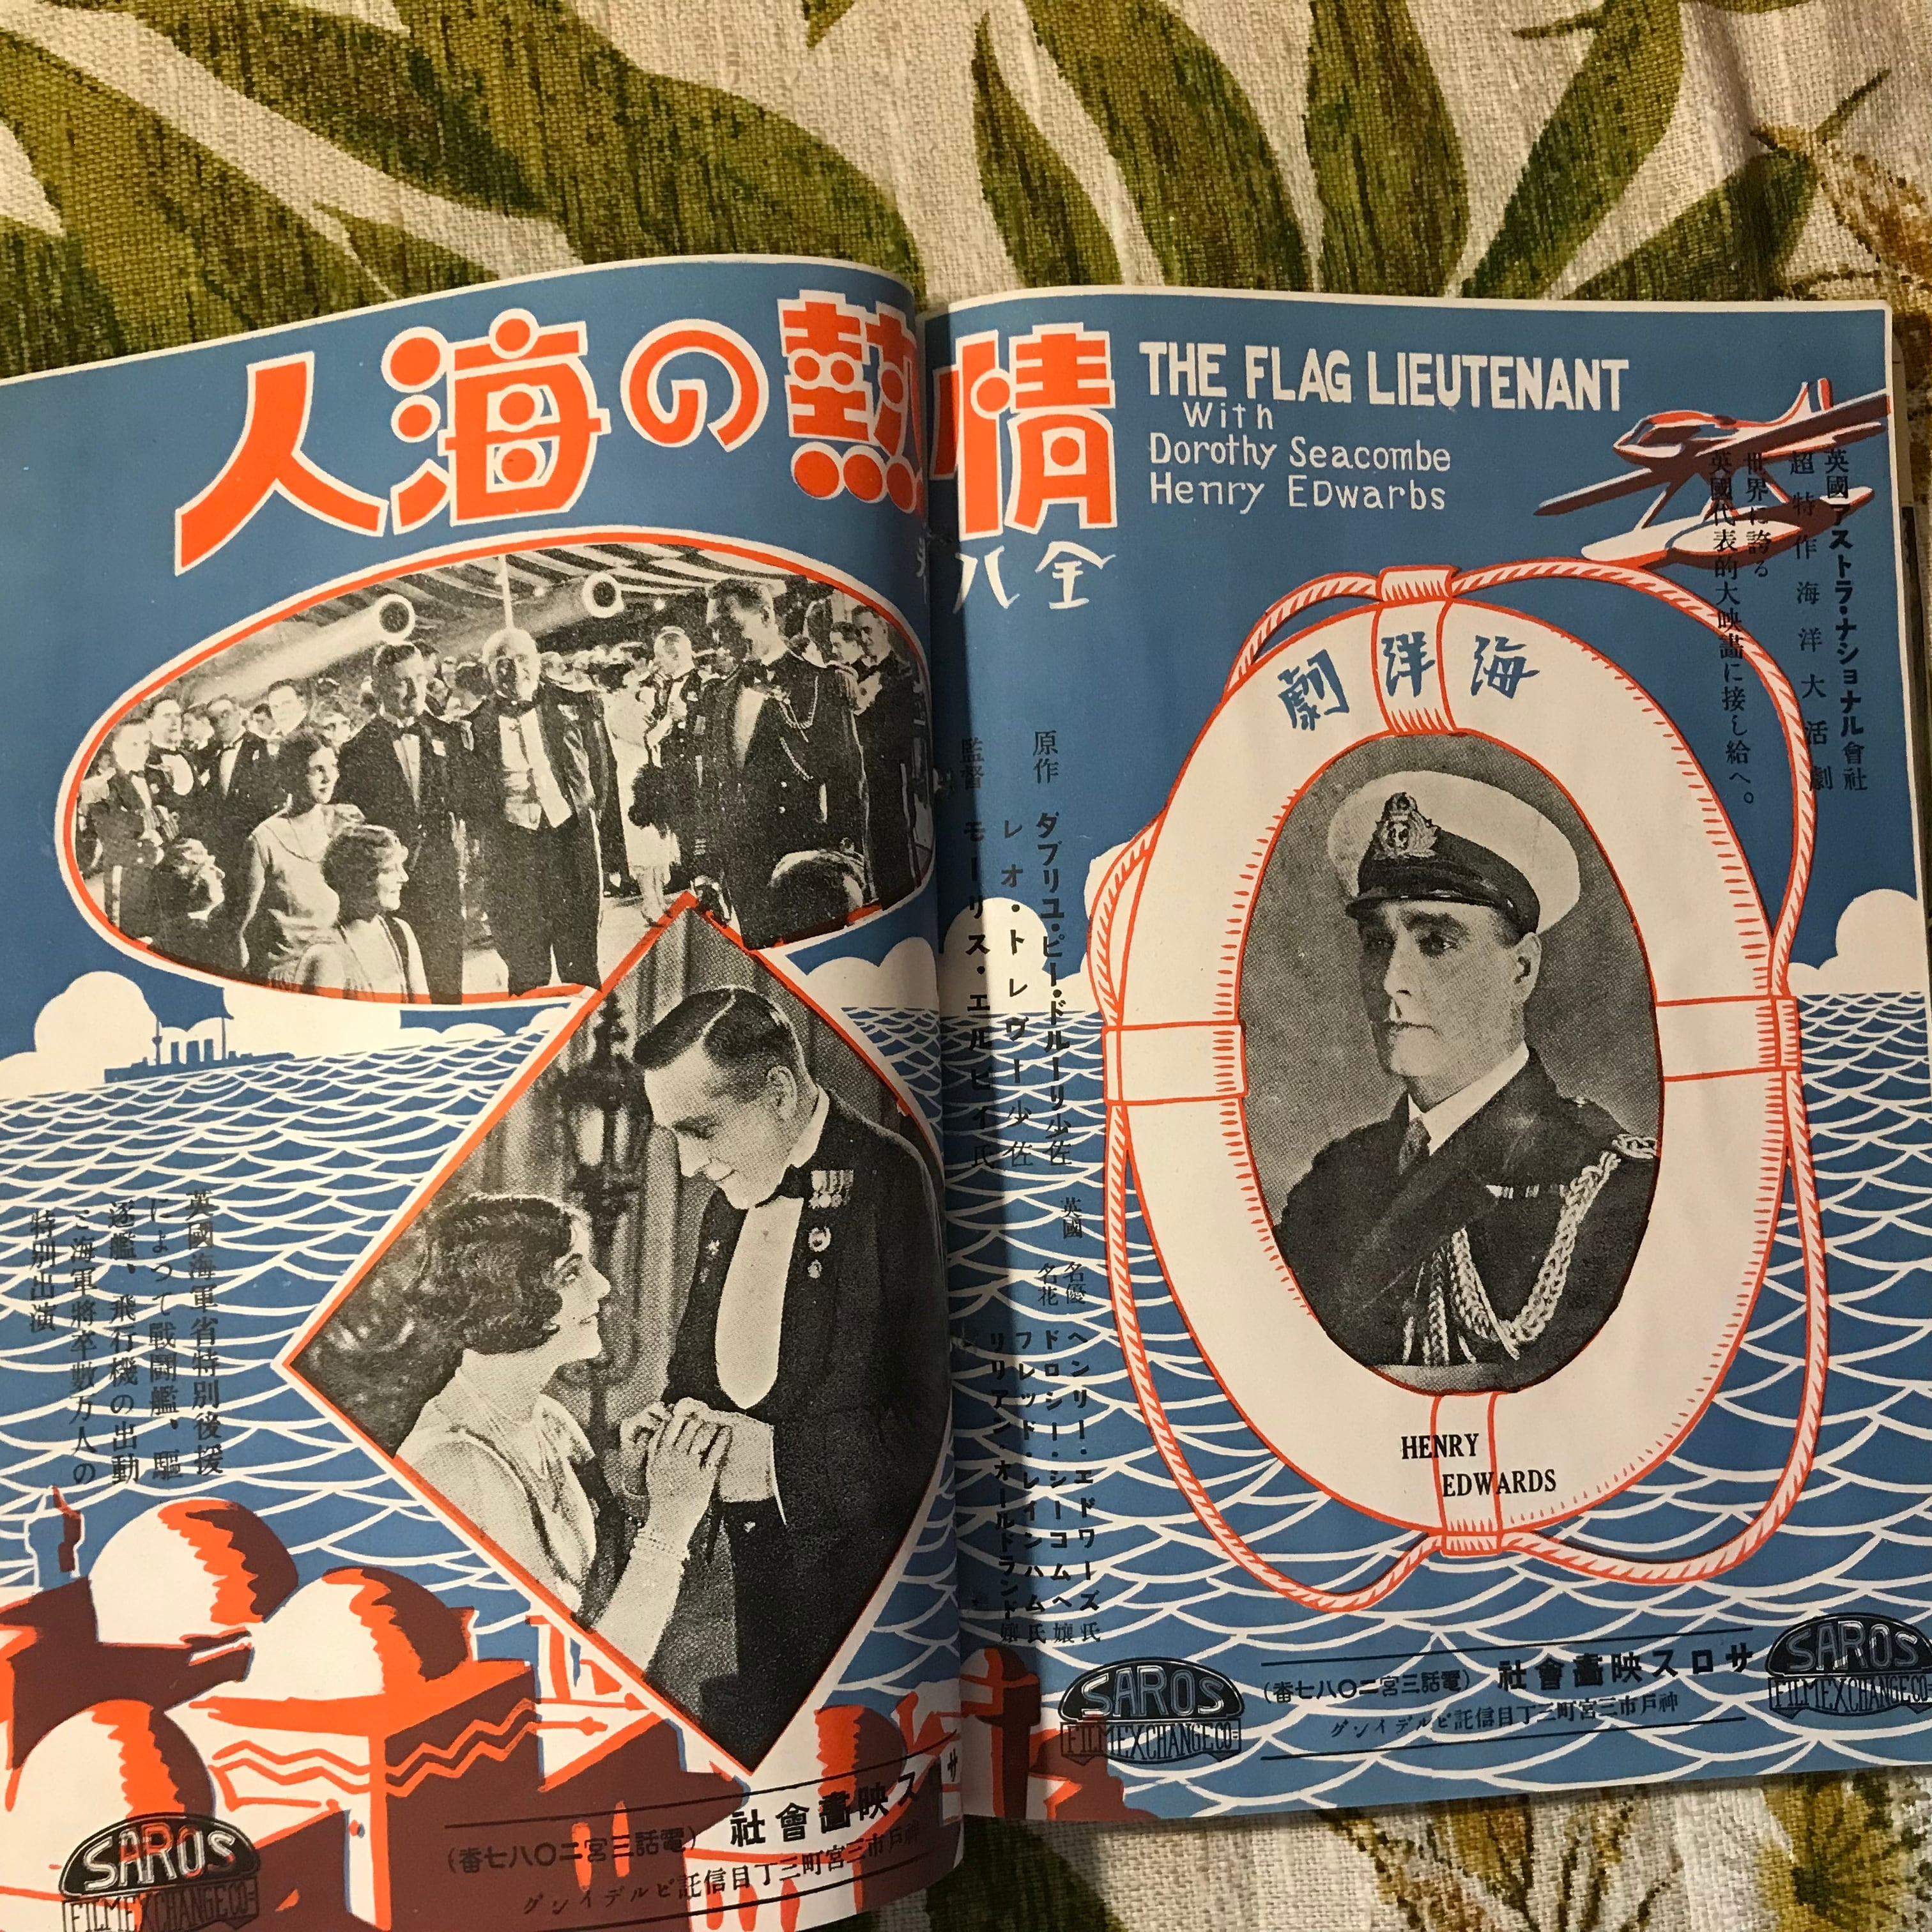 THE FLAG LIEUTENANT
With
Dorothy Seacombe
Henry EDwarbs
情熱の海人
全八
英國アストラ・ナショナル會社
超特作海洋大活劇
世界に誇る
英國代表的大映畫に接し給へ。
海洋劇
HENRY
EDWARDS
原作 ダブリユ・ピー・ドルーリ少佐
レオ・トレヴー少佐
監督 モーリス・エルビイ氏
英國 名優 ヘンリー・エドワーズ氏
名花 ドロシー・シーコムヘ孃
フレッド・レインハム氏
リリアン・オールドランド孃
英國海軍省特別後援
によつて戰鬪艦、驅
逐艦、飛行機の出動
ミ海軍將卒數万人の
特別出演
SAROS
FILM EXCHANGE CO
サロス映畫會社 (電話三宮二〇八七番)
神戸市三宮町三丁目信託ビルデイング
SAROS
FILM EXCHANGE CO
サロス映畫會社 (電話三宮二〇八七番)
神戸市三宮町三丁目信託ビルデイング
SAROS
FILM EXCHANGE CO